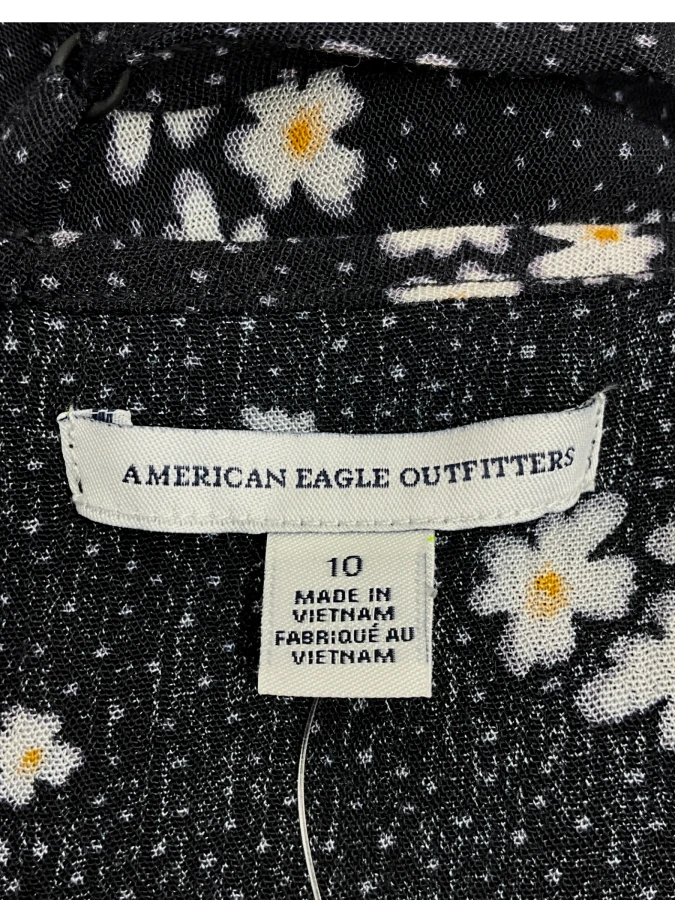 AMERICAN EAGLE OUTFITTERS
10
MADE IN
VIETNAM
FABRIQUÉ AU
VIETNAM